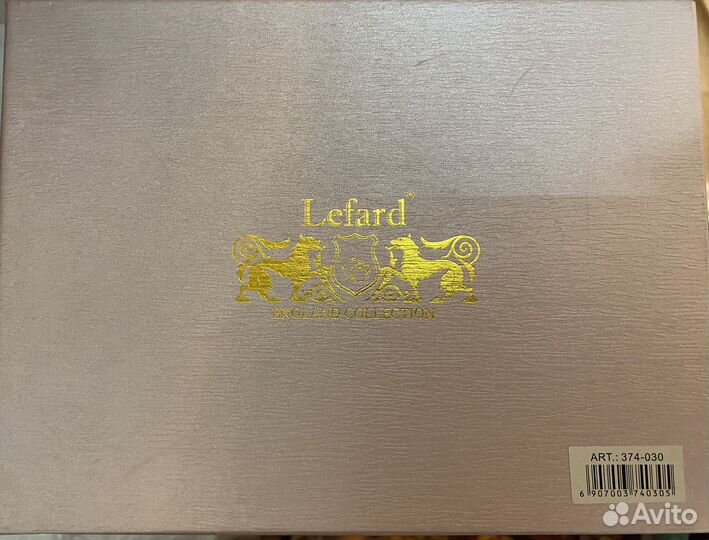 Lefard®
ENGLAND COLLECTION
ART.: 374-030
6 907003 740305
Avito